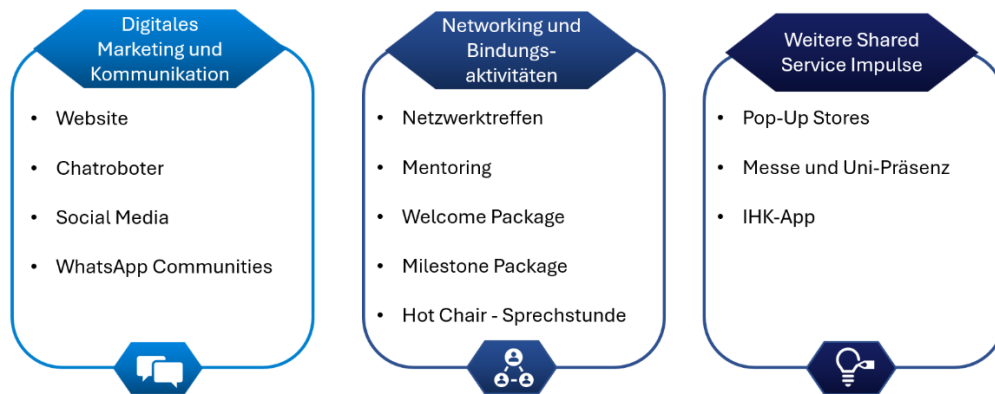 Digitales
Marketing und
Kommunikation
• Website
• Chatroboter
• Social Media
• WhatsApp Communities
Networking und
Bindungs-
aktivitäten
• Netzwerktreffen
• Mentoring
• Welcome Package
• Milestone Package
• Hot Chair - Sprechstunde
Weitere Shared
Service Impulse
• Pop-Up Stores
• Messe und Uni-Präsenz
• IHK-App